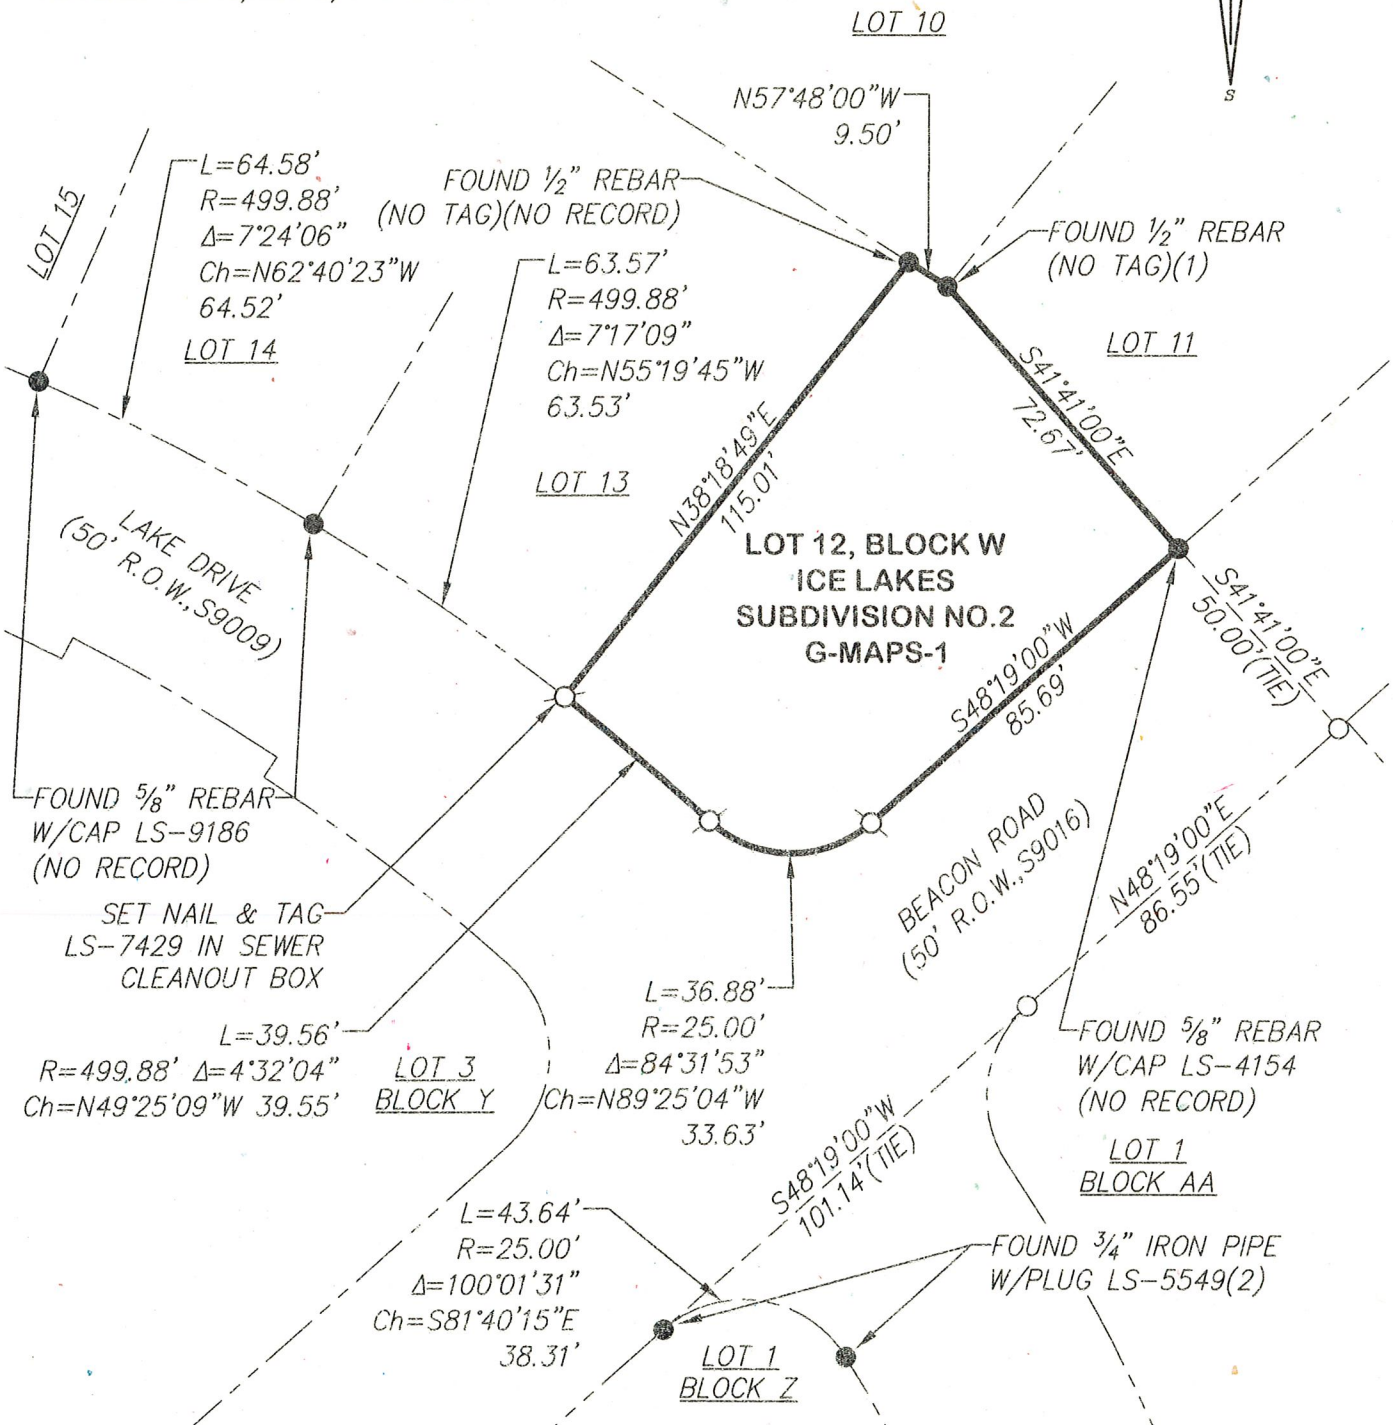 LOT 10
S
N57°48'00"W
9.50'
LOT 15
L=64.58'
R=499.88'
Δ=7°24'06"
Ch=N62°40'23"W
64.52'
LOT 14
FOUND ½" REBAR
(NO TAG)(NO RECORD)
L=63.57'
R=499.88'
Δ=7°17'09"
Ch=N55°19'45"W
63.53'
LOT 13
FOUND ½" REBAR
(NO TAG)(1)
LOT 11
S41°41'00"E
72.67'
N38°18'49"E
115.01'
LAKE DRIVE
(50' R.O.W.,S9009)
LOT 12, BLOCK W
ICE LAKES
SUBDIVISION NO.2
G-MAPS-1
S48°19'00"W
85.69'
S41°41'00"E
50.00'(TIE)
FOUND ⅝" REBAR
W/CAP LS-9186
(NO RECORD)
SET NAIL & TAG
LS-7429 IN SEWER
CLEANOUT BOX
BEACON ROAD
(50' R.O.W.,S9016)
N48°19'00"E
86.55'(TIE)
L=39.56'
R=499.88' Δ=4°32'04"
Ch=N49°25'09"W 39.55'
LOT 3
BLOCK Y
L=36.88'
R=25.00'
Δ=84°31'53"
Ch=N89°25'04"W
33.63'
FOUND ⅝" REBAR
W/CAP LS-4154
(NO RECORD)
LOT 1
BLOCK AA
S48°19'00"W
101.14'(TIE)
L=43.64'
R=25.00'
Δ=100°01'31"
Ch=S81°40'15"E
38.31'
FOUND ¾" IRON PIPE
W/PLUG LS-5549(2)
LOT 1
BLOCK Z